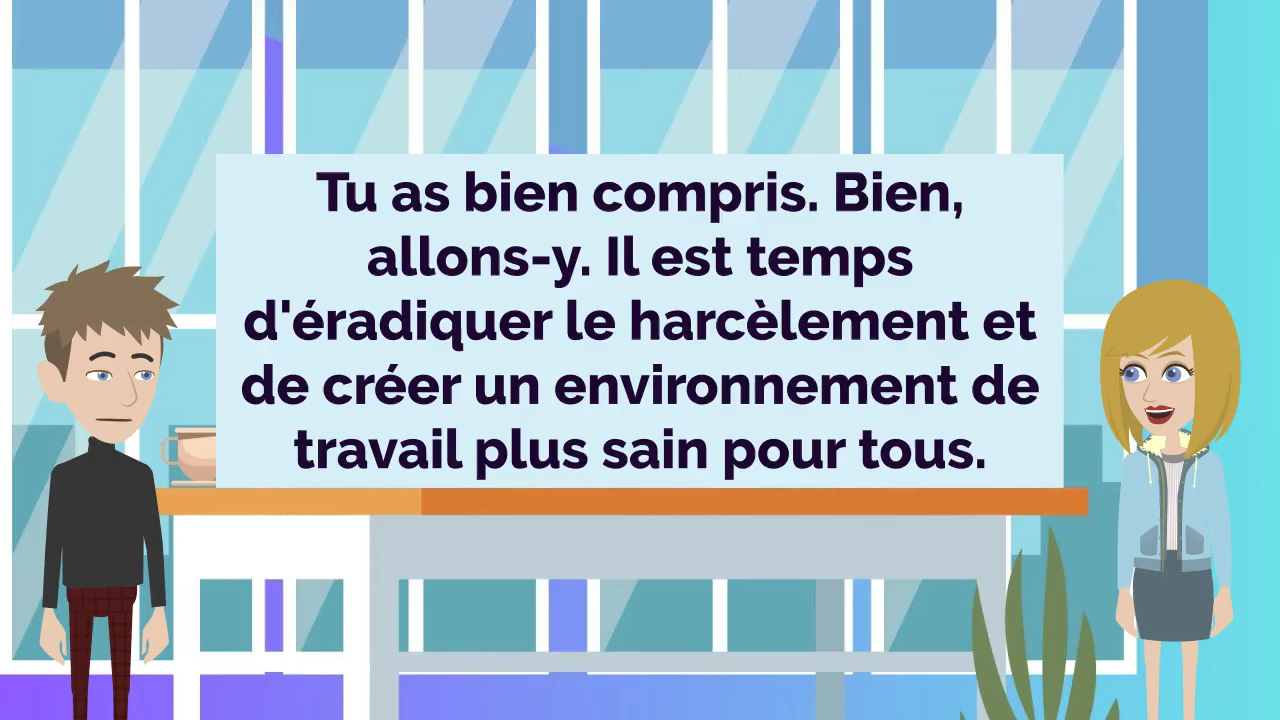 Tu as bien compris. Bien,
allons-y. Il est temps
d'éradiquer le harcèlement et
de créer un environnement de
travail plus sain pour tous.